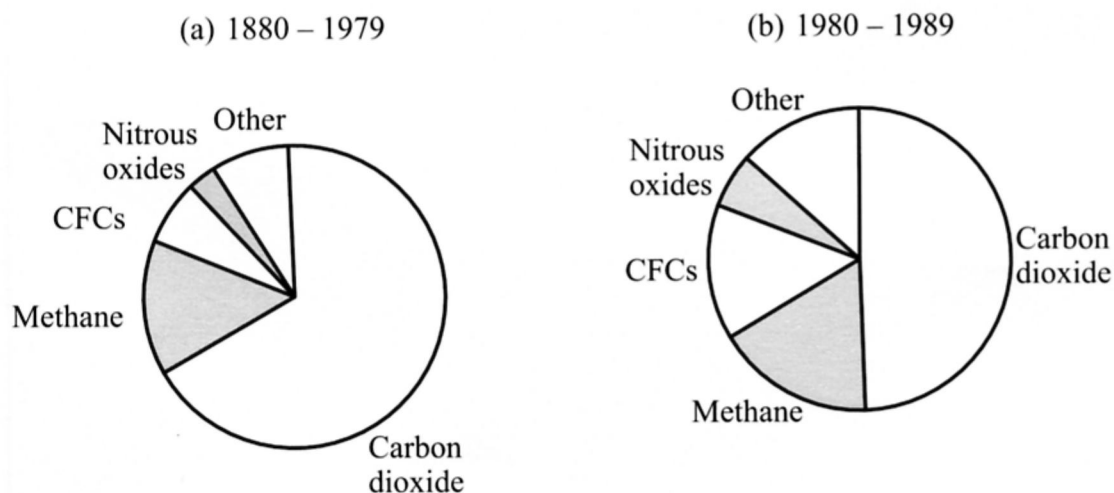 (a) 1880 – 1979
Other
Nitrous
oxides
CFCs
Methane
Carbon
dioxide
(b) 1980 – 1989
Other
Nitrous
oxides
CFCs
Methane
Carbon
dioxide